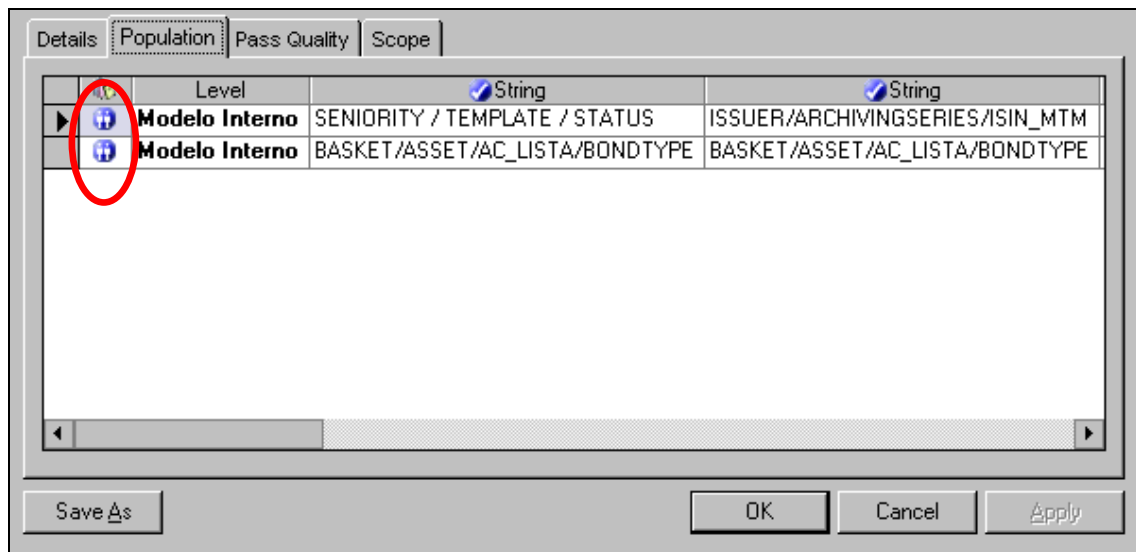 Details Population Pass Quality Scope
Level String String
Modelo Interno SENIORITY / TEMPLATE / STATUS ISSUER/ARCHIVINGSERIES/ISIN_MTM
Modelo Interno BASKET/ASSET/AC_LISTA/BONDTYPE BASKET/ASSET/AC_LISTA/BONDTYPE
Save As OK Cancel Apply